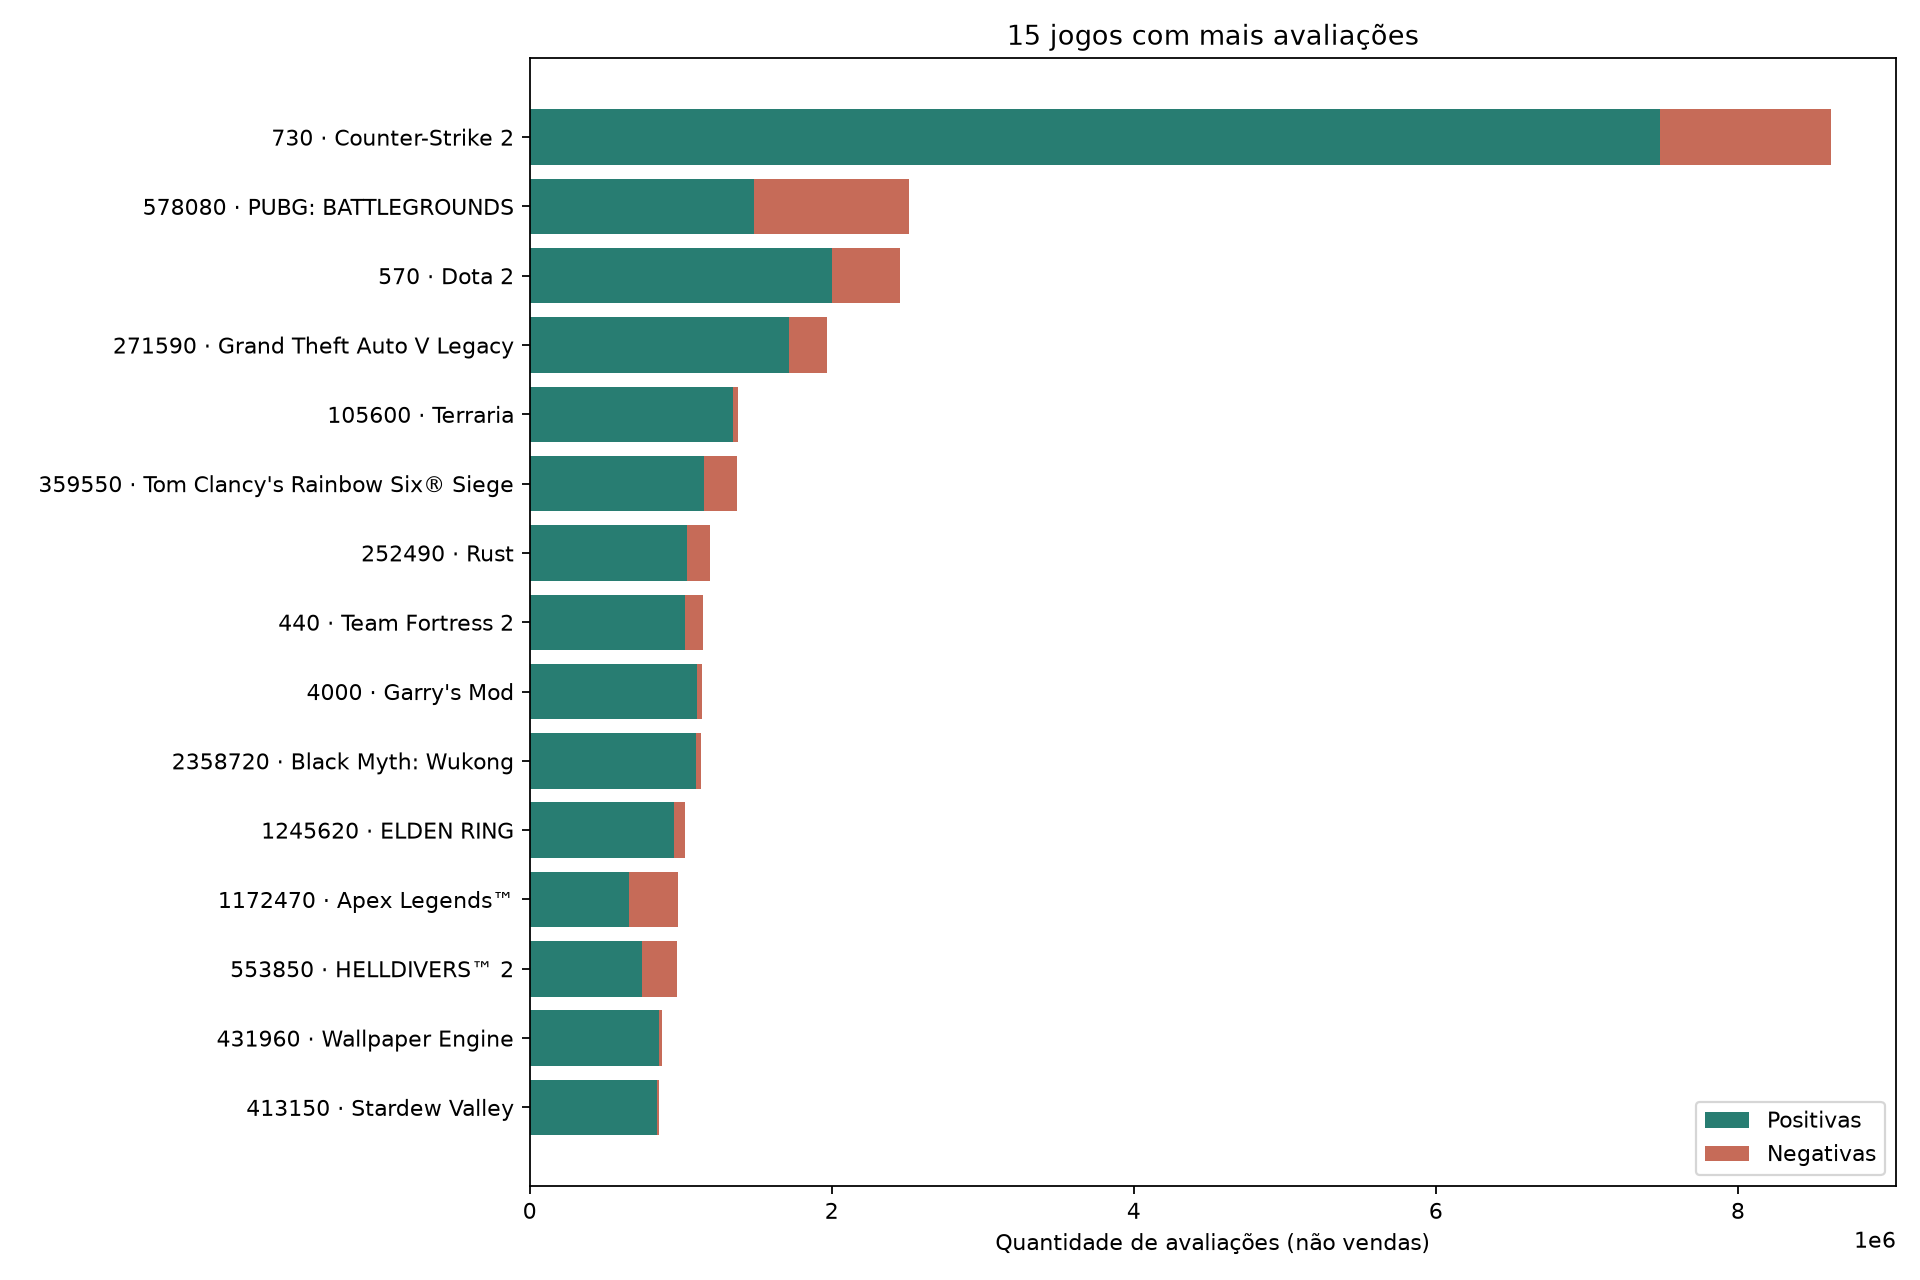 15 jogos com mais avaliações
730 · Counter-Strike 2
578080 · PUBG: BATTLEGROUNDS
570 · Dota 2
271590 · Grand Theft Auto V Legacy
105600 · Terraria
359550 · Tom Clancy's Rainbow Six® Siege
252490 · Rust
440 · Team Fortress 2
4000 · Garry's Mod
2358720 · Black Myth: Wukong
1245620 · ELDEN RING
1172470 · Apex Legends™
553850 · HELLDIVERS™ 2
431960 · Wallpaper Engine
413150 · Stardew Valley
Positivas
Negativas
0 2 4 6 8
1e6
Quantidade de avaliações (não vendas)